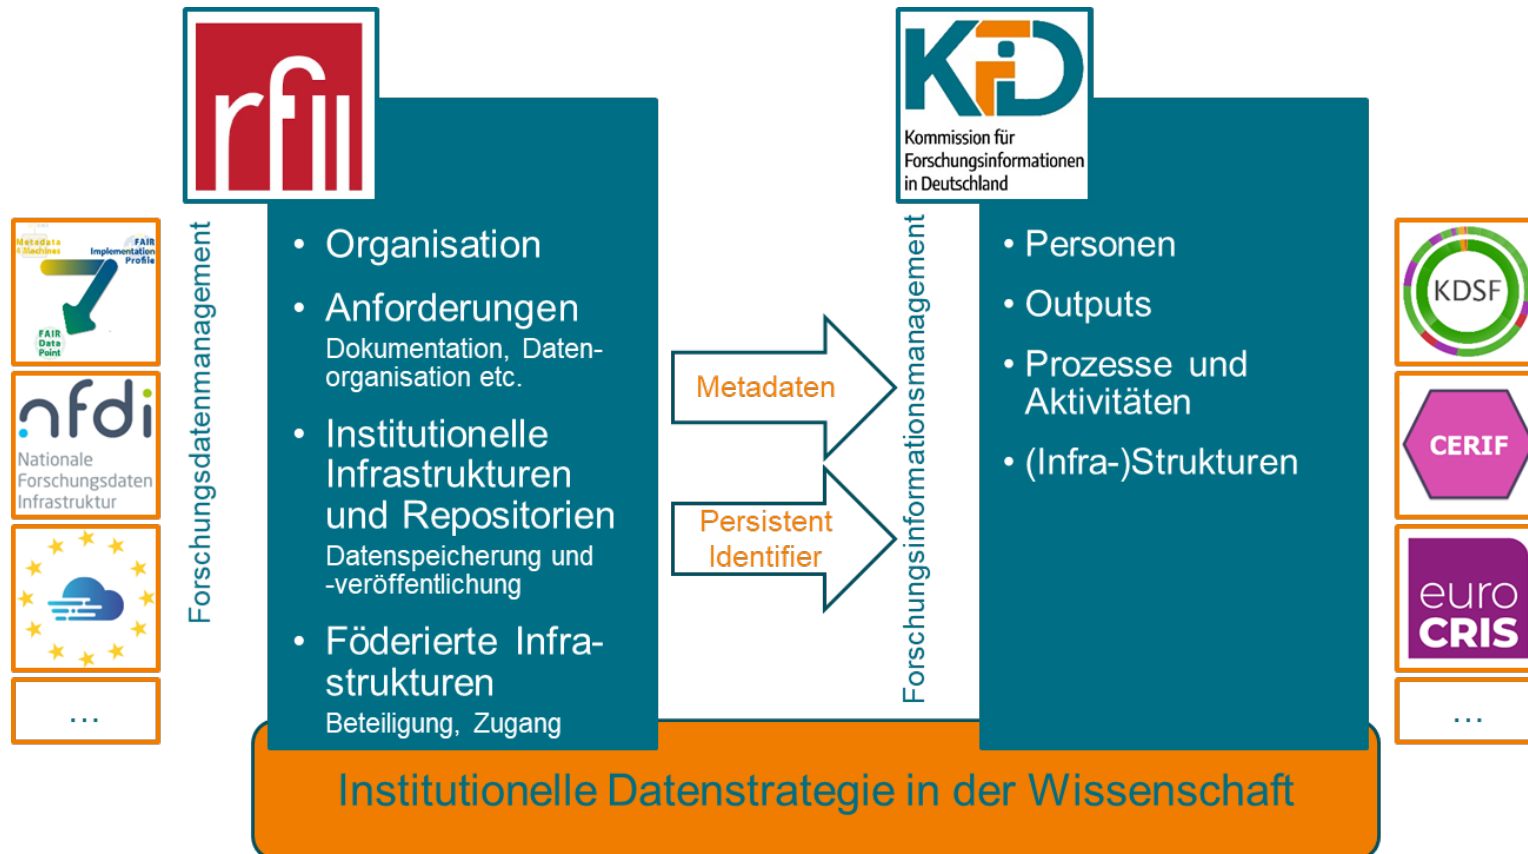 rfii
KFiD
Kommission für
Forschungsinformationen
in Deutschland
Metadata
4 Machines
FAIR
Implementation
Profile
FAIR
Data
Point
nfdi
Nationale
Forschungsdaten
Infrastruktur
...
Forschungsdatenmanagement
• Organisation
• Anforderungen
Dokumentation, Daten-
organisation etc.
• Institutionelle
Infrastrukturen
und Repositorien
Datenspeicherung und
-veröffentlichung
• Föderierte Infra-
strukturen
Beteiligung, Zugang
Metadaten
Persistent
Identifier
Forschungsinformationsmanagement
• Personen
• Outputs
• Prozesse und
Aktivitäten
• (Infra-)Strukturen
KDSF
CERIF
euro
CRIS
...
Institutionelle Datenstrategie in der Wissenschaft